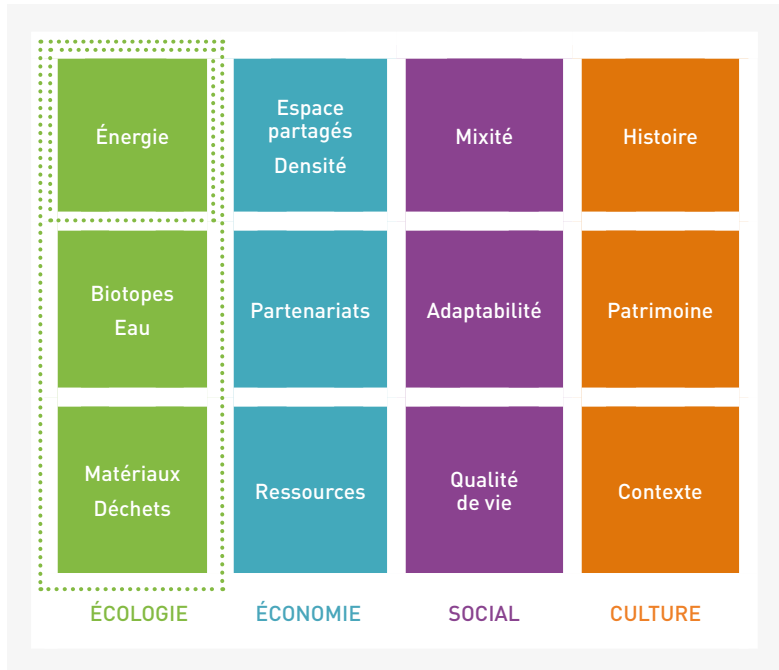 Énergie
Espace
partagés
Densité
Mixité
Histoire
Biotopes
Eau
Partenariats
Adaptabilité
Patrimoine
Matériaux
Déchets
Ressources
Qualité
de vie
Contexte
ÉCOLOGIE
ÉCONOMIE
SOCIAL
CULTURE